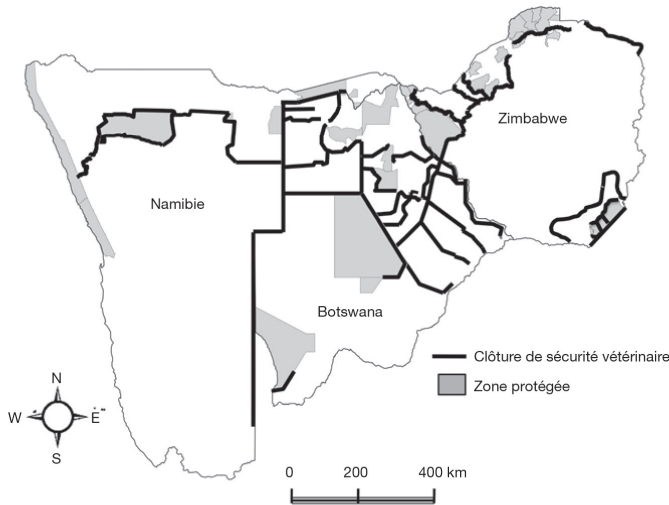 Zimbabwe
Namibie
Botswana
Clôture de sécurité vétérinaire
Zone protégée
N
W E
S
0 200 400 km